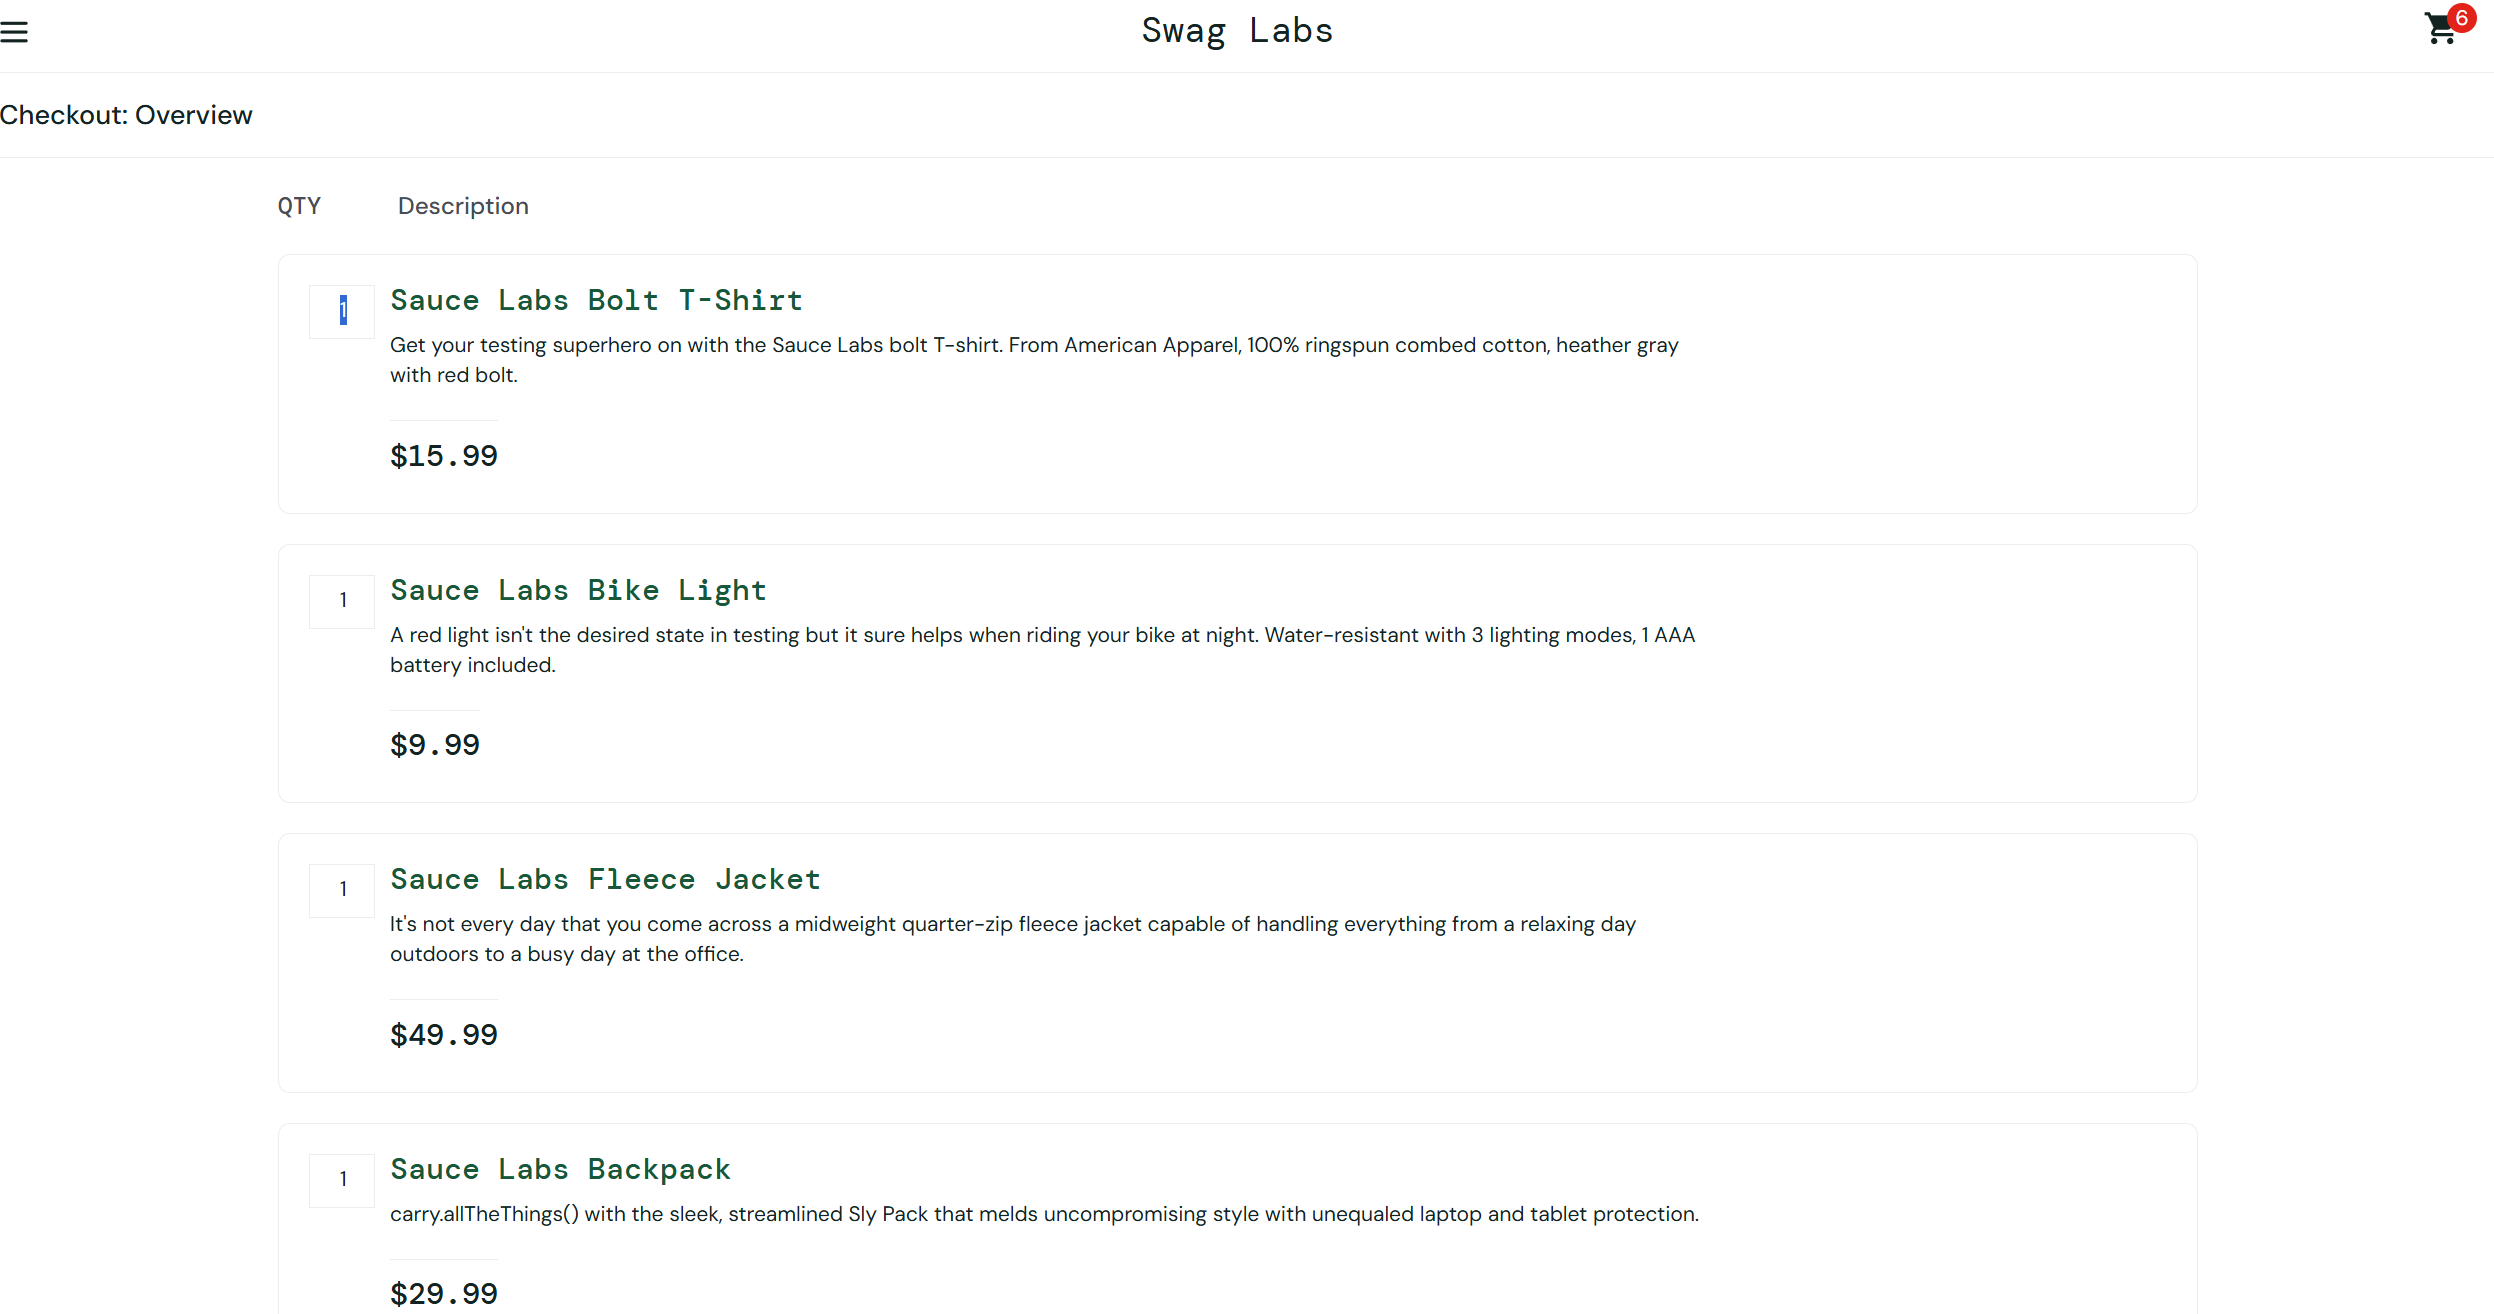 Swag Labs
6
Checkout: Overview
QTY Description
1
Sauce Labs Bolt T-Shirt
Get your testing superhero on with the Sauce Labs bolt T-shirt. From American Apparel, 100% ringspun combed cotton, heather gray
with red bolt.
$15.99
1
Sauce Labs Bike Light
A red light isn't the desired state in testing but it sure helps when riding your bike at night. Water-resistant with 3 lighting modes, 1 AAA
battery included.
$9.99
1
Sauce Labs Fleece Jacket
It's not every day that you come across a midweight quarter-zip fleece jacket capable of handling everything from a relaxing day
outdoors to a busy day at the office.
$49.99
1
Sauce Labs Backpack
carry.allTheThings() with the sleek, streamlined Sly Pack that melds uncompromising style with unequaled laptop and tablet protection.
$29.99